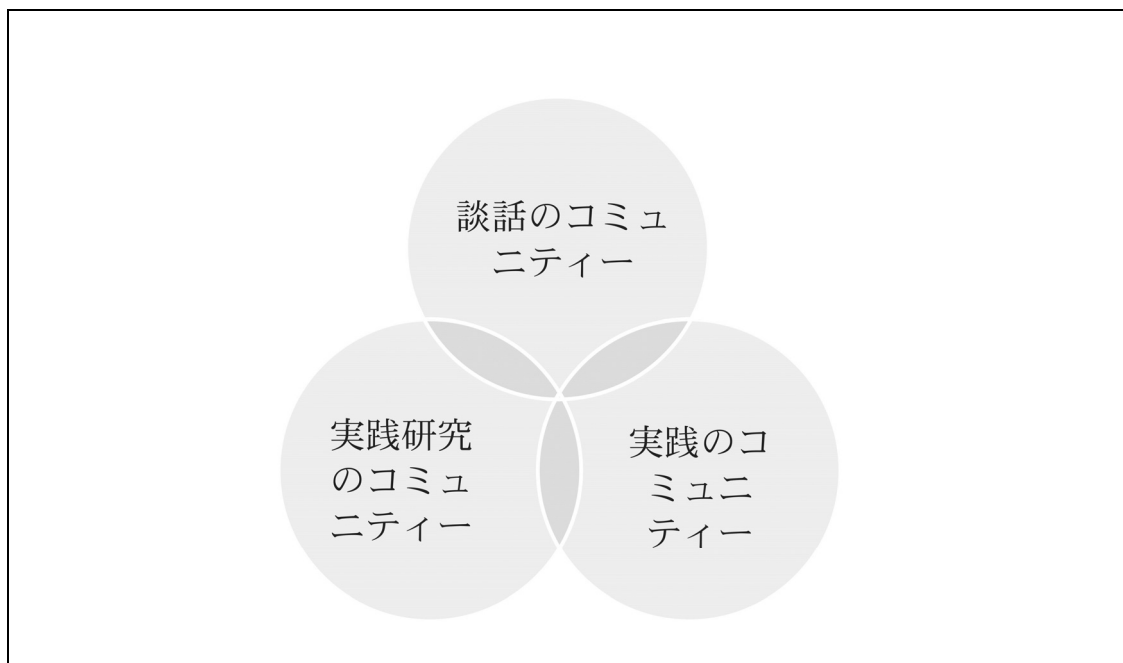 談話のコミュ
ニティー
実践研究
のコミュ
ニティー
実践のコ
ミュニ
ティー